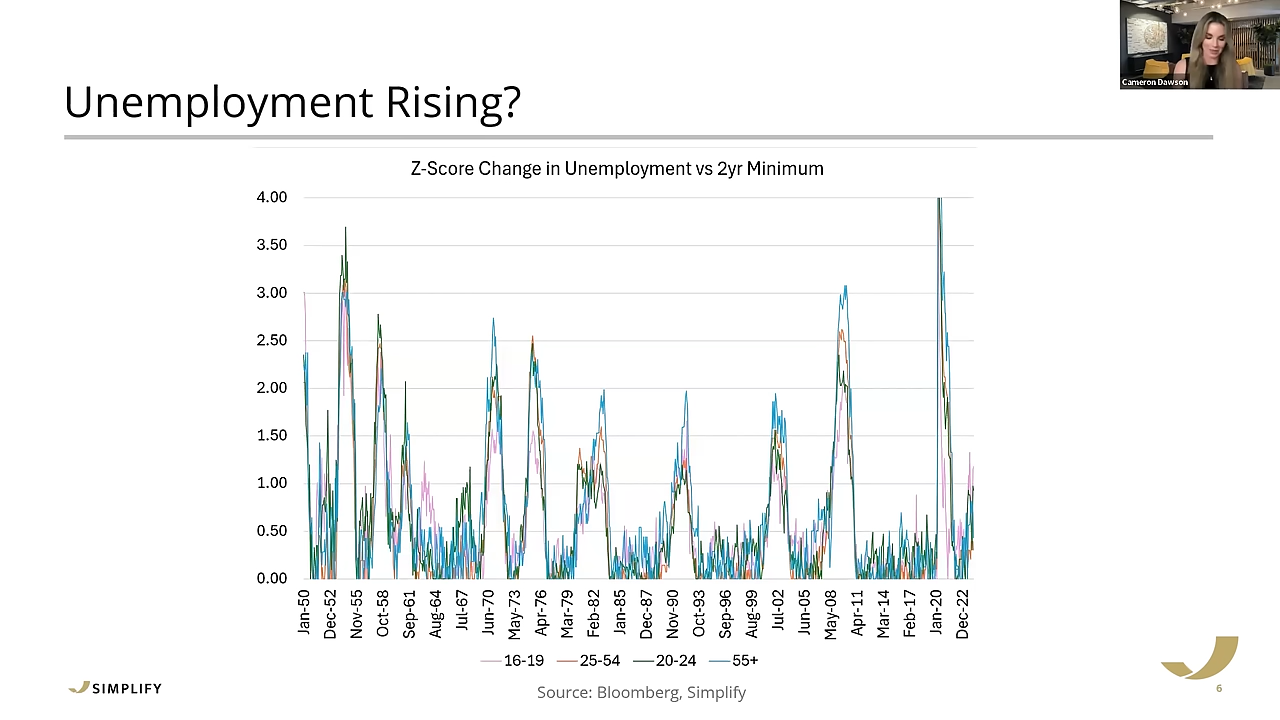 Cameron Dawson
Unemployment Rising?
Z-Score Change in Unemployment vs 2yr Minimum
4.00
3.50
3.00
2.50
2.00
1.50
1.00
0.50
0.00
Jan-50
Dec-52
Nov-55
Oct-58
Sep-61
Aug-64
Jul-67
Jun-70
May-73
Apr-76
Mar-79
Feb-82
Jan-85
Dec-87
Nov-90
Oct-93
Sep-96
Aug-99
Jul-02
Jun-05
May-08
Apr-11
Mar-14
Feb-17
Jan-20
Dec-22
16-19 25-54 20-24 55+
Source: Bloomberg, Simplify
SIMPLIFY
6